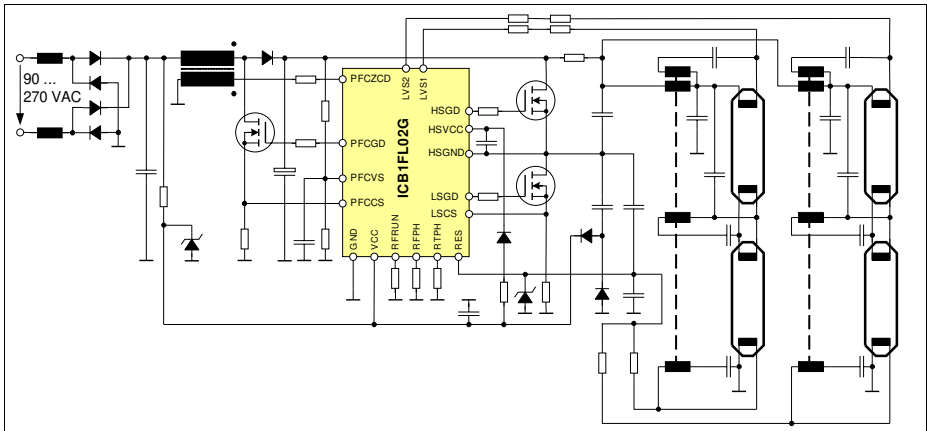 90 ...
270 VAC
LVS2
LVS1
PFCZCD
HSGD
HSVCC
PFCGD
HSGND
ICB1FL02G
PFCVS
LSGD
PFCCS
LSCS
GND
VCC
RFRUN
RFPH
RTPH
RES